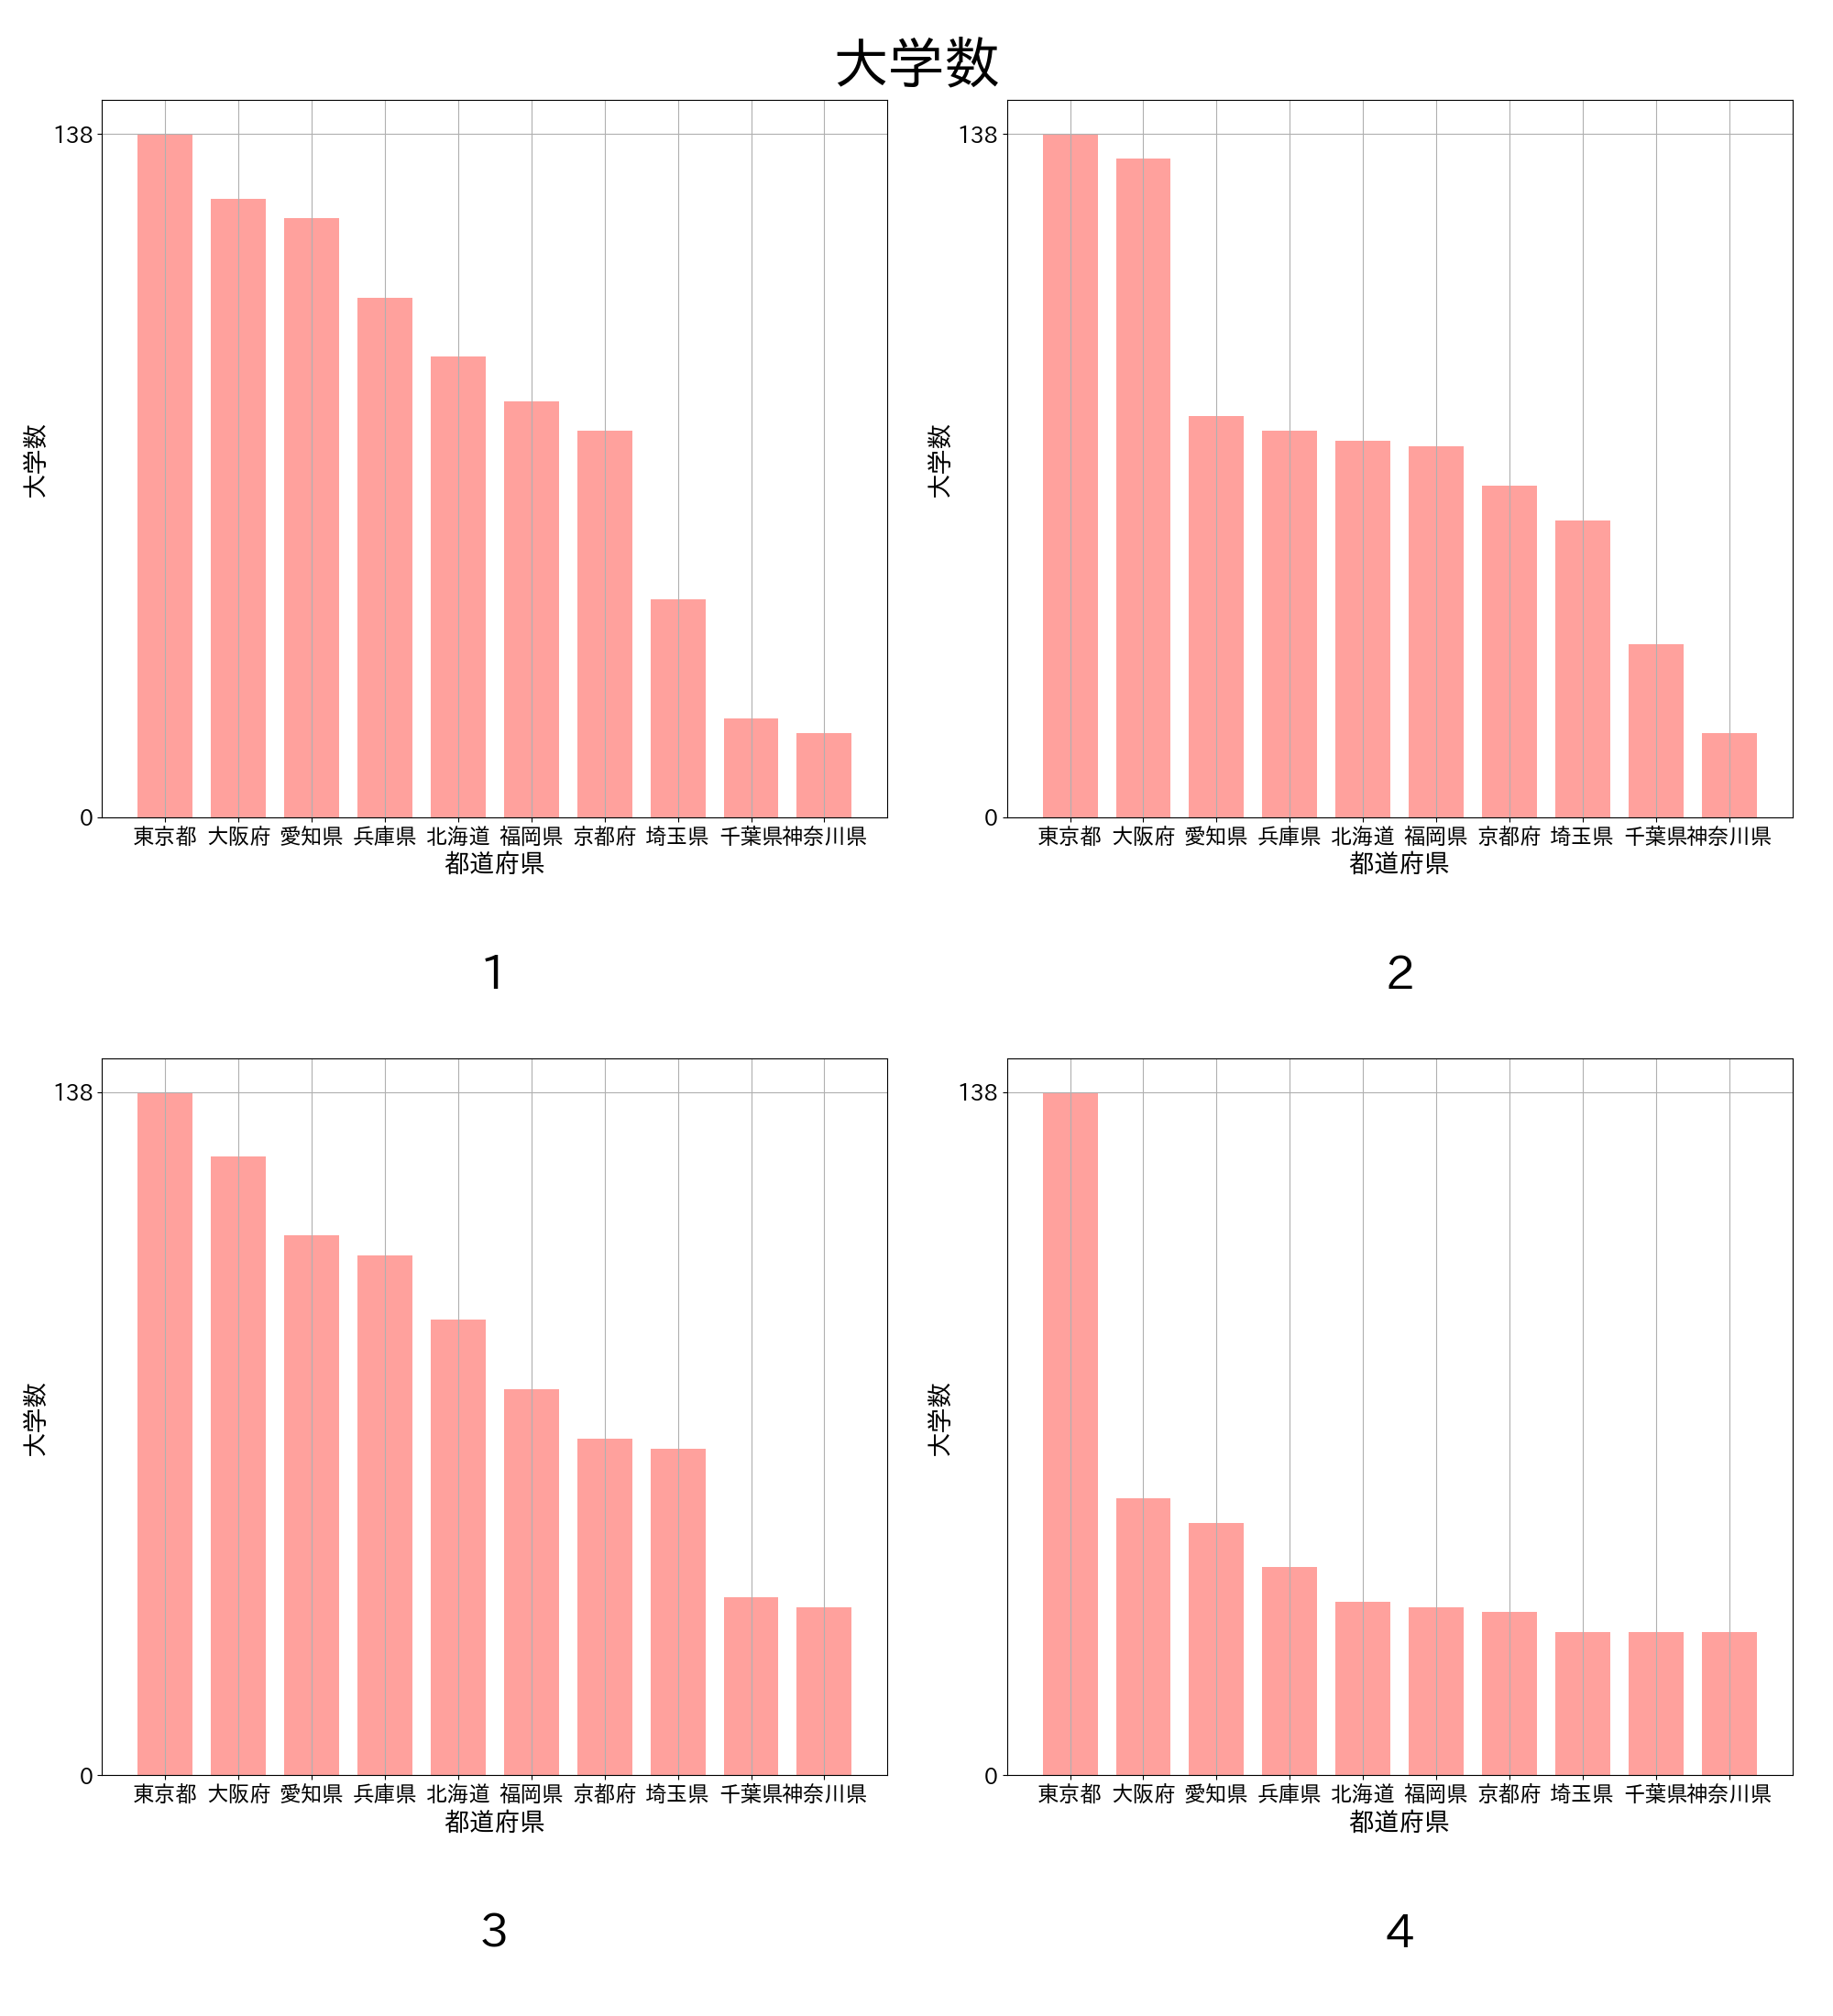 大学数
138
0
大学数
東京都 大阪府 愛知県 兵庫県 北海道 福岡県 京都府 埼玉県 千葉県 神奈川県
都道府県
1
138
0
大学数
東京都 大阪府 愛知県 兵庫県 北海道 福岡県 京都府 埼玉県 千葉県 神奈川県
都道府県
2
138
0
大学数
東京都 大阪府 愛知県 兵庫県 北海道 福岡県 京都府 埼玉県 千葉県 神奈川県
都道府県
3
138
0
大学数
東京都 大阪府 愛知県 兵庫県 北海道 福岡県 京都府 埼玉県 千葉県 神奈川県
都道府県
4